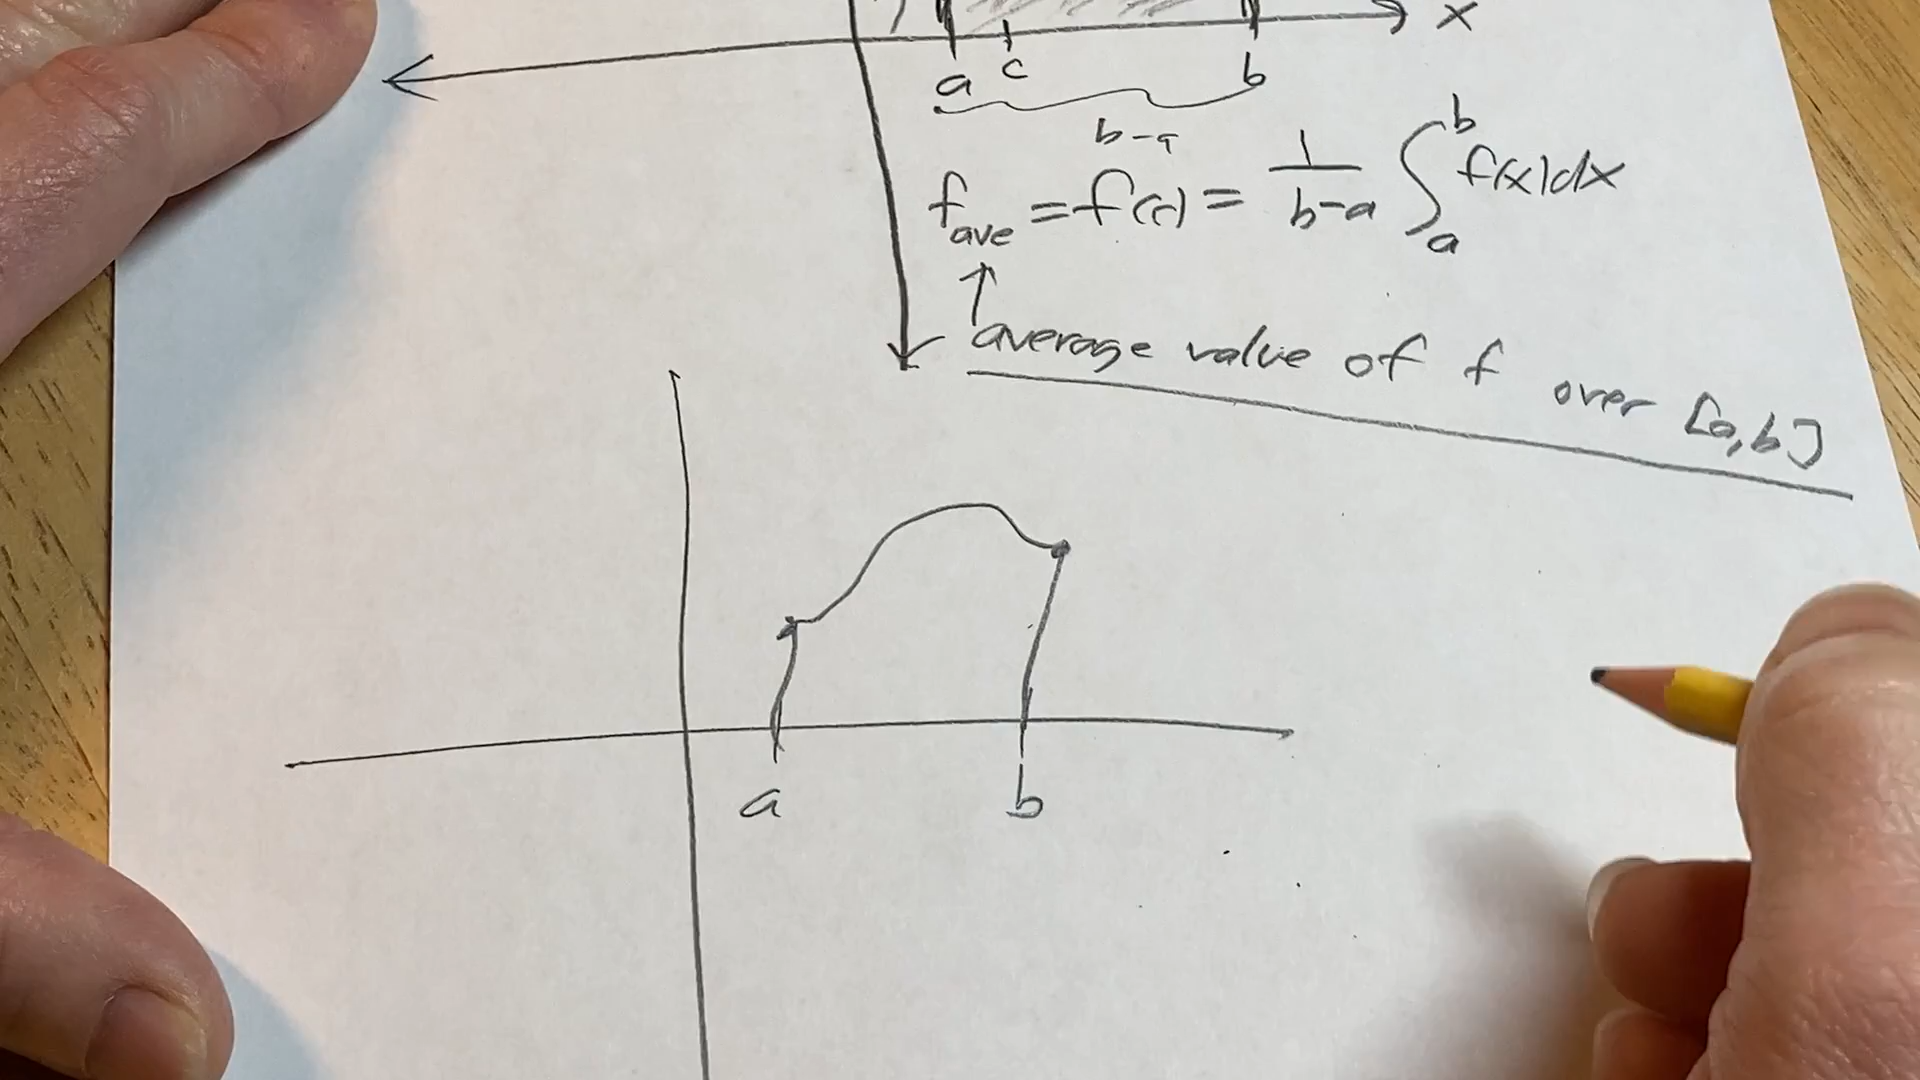 x
a c b
b-a
f_ave = f(c) = 1/(b-a) ∫_a^b f(x)dx
↑
average value of f over [a,b]
a b